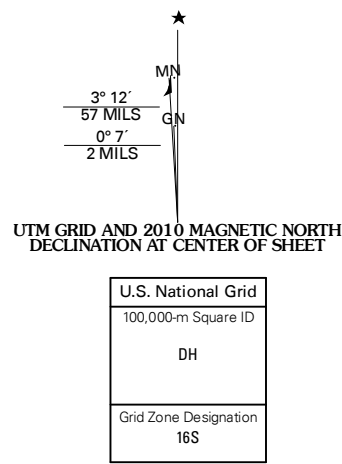 ★
MN
3° 12´
57 MILS
GN
0° 7´
2 MILS
UTM GRID AND 2010 MAGNETIC NORTH
DECLINATION AT CENTER OF SHEET
U.S. National Grid
100,000-m Square ID
DH
Grid Zone Designation
16S